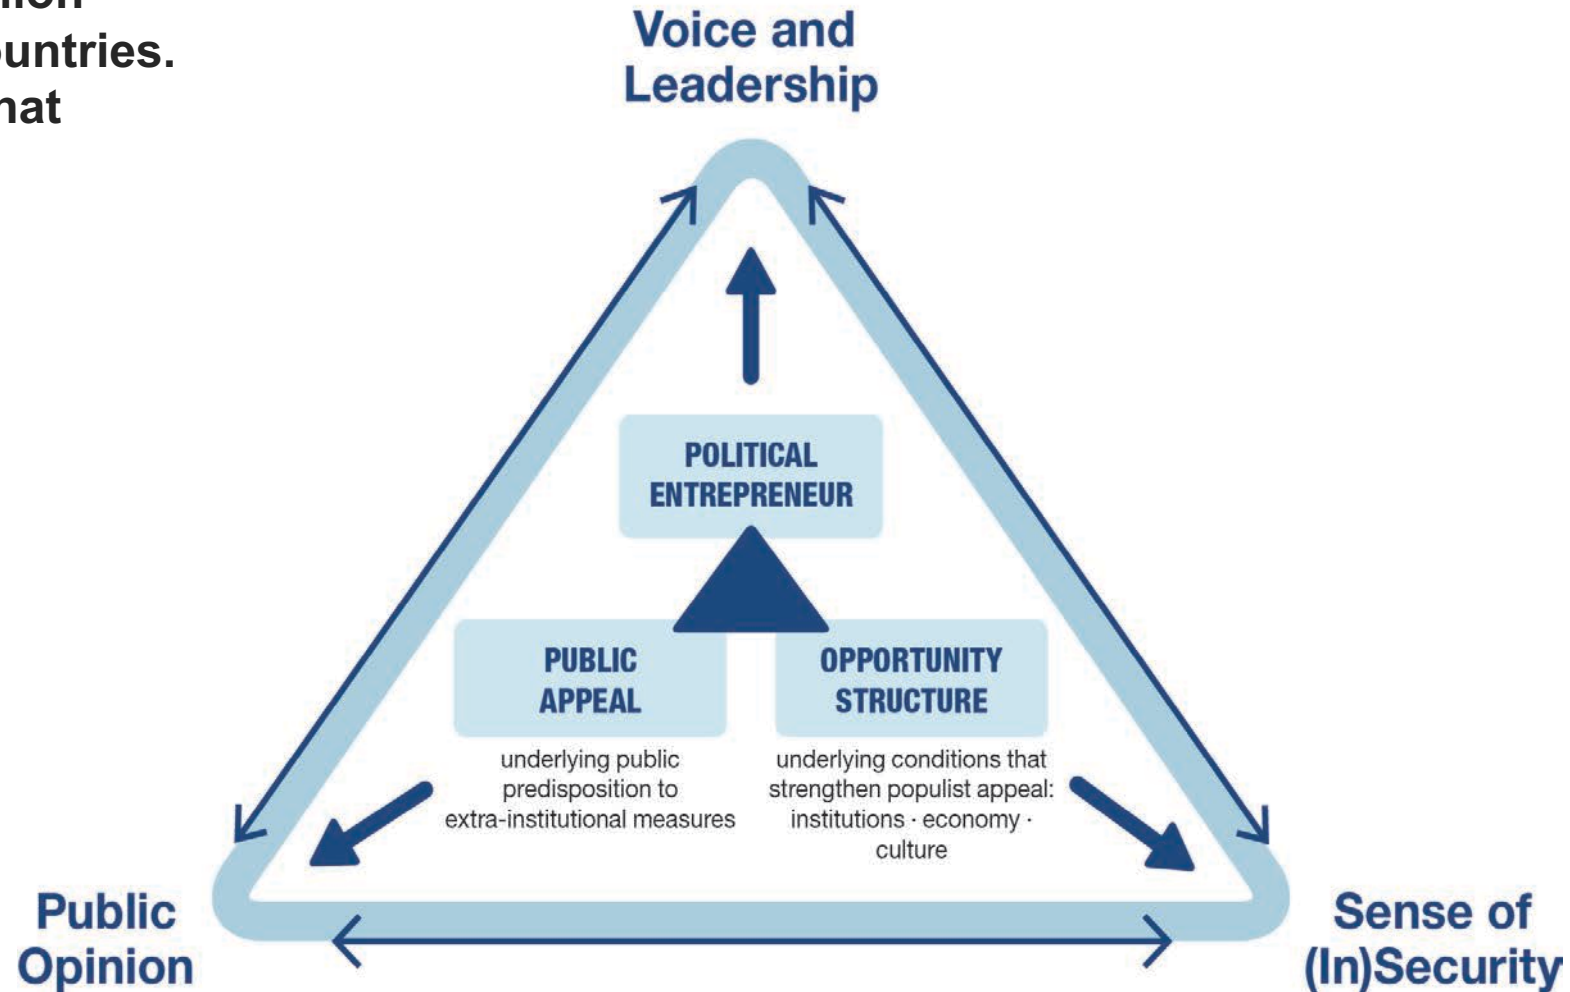 ountries.
hat
Voice and
Leadership
POLITICAL
ENTREPRENEUR
PUBLIC
APPEAL
OPPORTUNITY
STRUCTURE
underlying public
predisposition to
extra-institutional measures
underlying conditions that
strengthen populist appeal:
institutions · economy ·
culture
Public
Opinion
Sense of
(In)Security